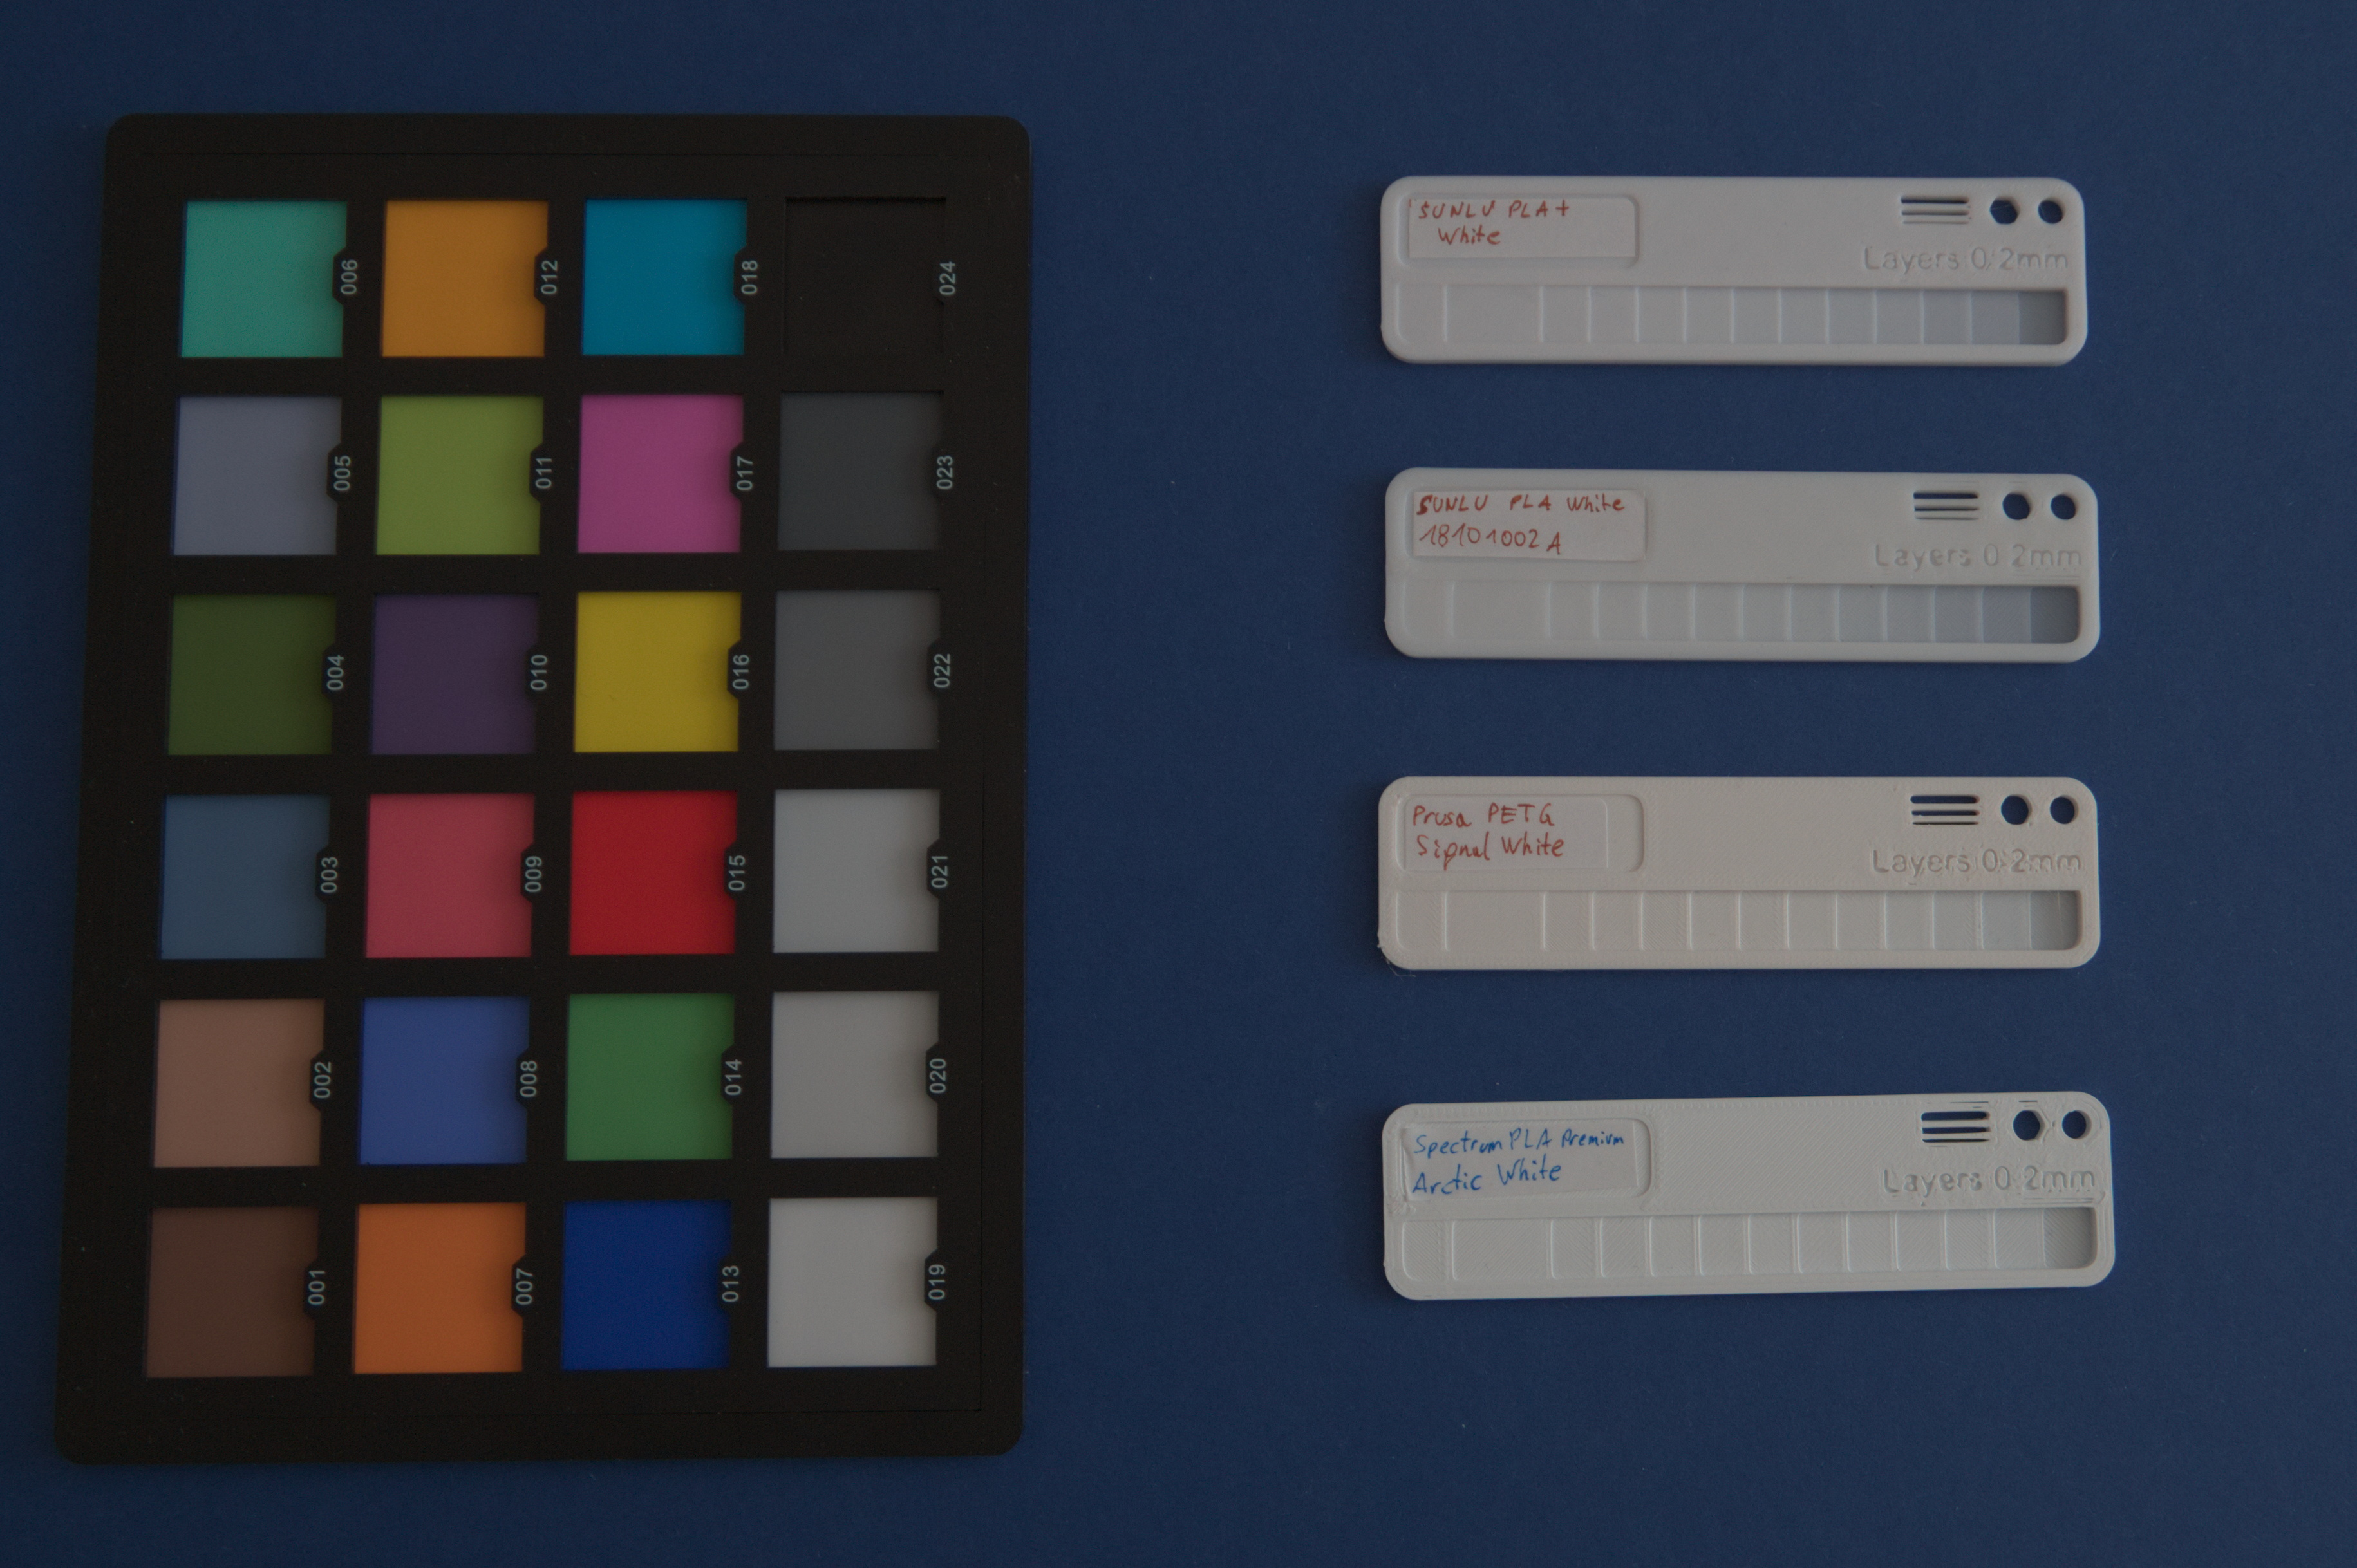 006 012 018 024
005 011 017 023
004 010 016 022
003 009 015 021
002 008 014 020
001 007 013 019
SUNLU PLA+
White
Layers 0.2mm
SUNLU PLA White
18101002A
Layers 0.2mm
Prusa PETG
Signal White
Layers 0.2mm
Spectrum PLA Premium
Arctic White
Layers 0.2mm